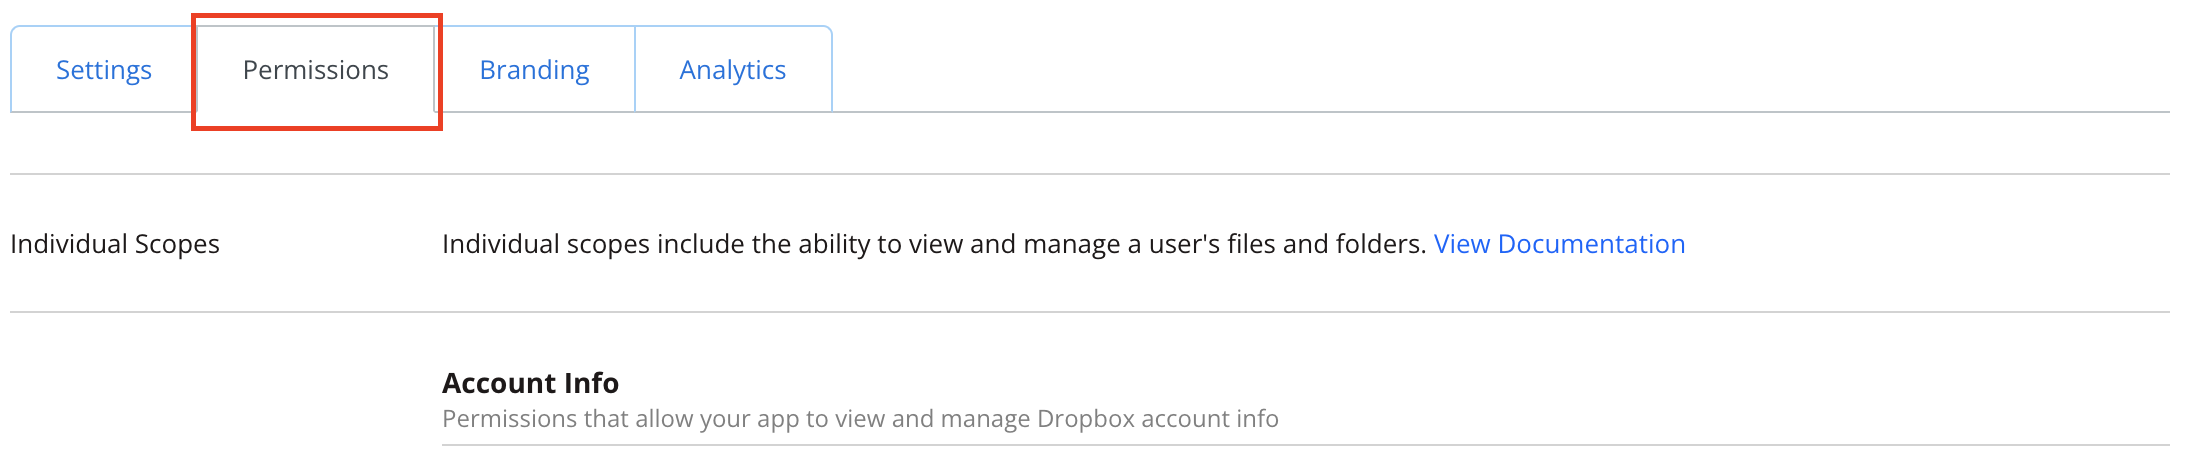 Settings Permissions Branding Analytics
Individual Scopes Individual scopes include the ability to view and manage a user's files and folders. View Documentation
Account Info
Permissions that allow your app to view and manage Dropbox account info